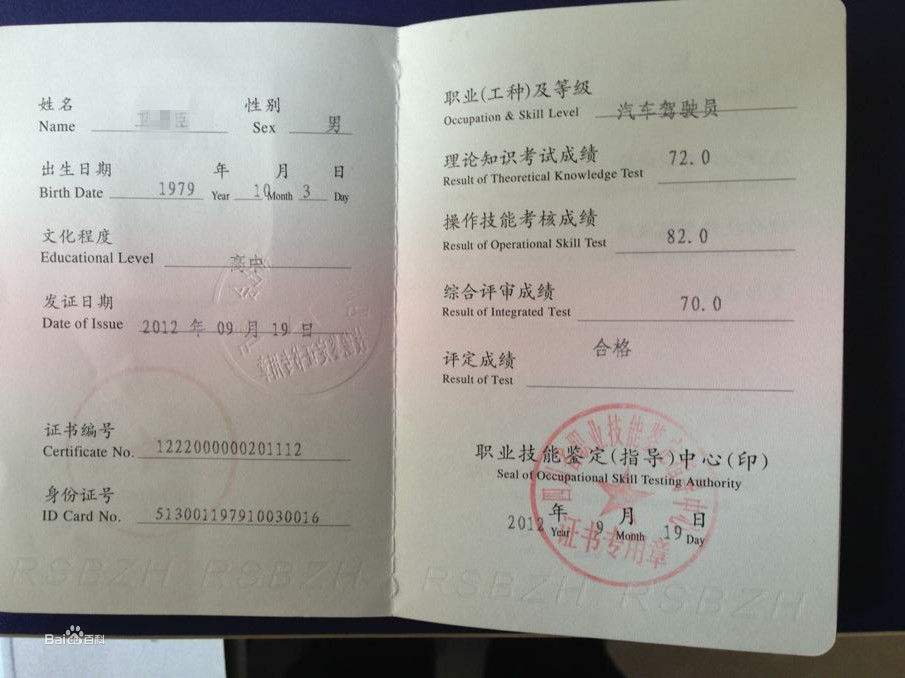 姓名 性别
Name Sex 男
出生日期 年 月 日
Birth Date 1979 Year 10 Month 3 Day
文化程度
Educational Level 高中
发证日期
Date of Issue 2012 年 09 月 19 日
证书编号
Certificate No. 1222000000201112
身份证号
ID Card No. 513001197910030016
RSBZH RSBZH
Baidu百科
职业(工种)及等级
Occupation & Skill Level 汽车驾驶员
理论知识考试成绩
Result of Theoretical Knowledge Test 72.0
操作技能考核成绩
Result of Operational Skill Test 82.0
综合评审成绩
Result of Integrated Test 70.0
评定成绩 合格
Result of Test
职业技能鉴定(指导)中心(印)
Seal of Occupational Skill Testing Authority
2012 年 9 月 19 日
Year Month Day
证书专用章
RSBZH RSBZH